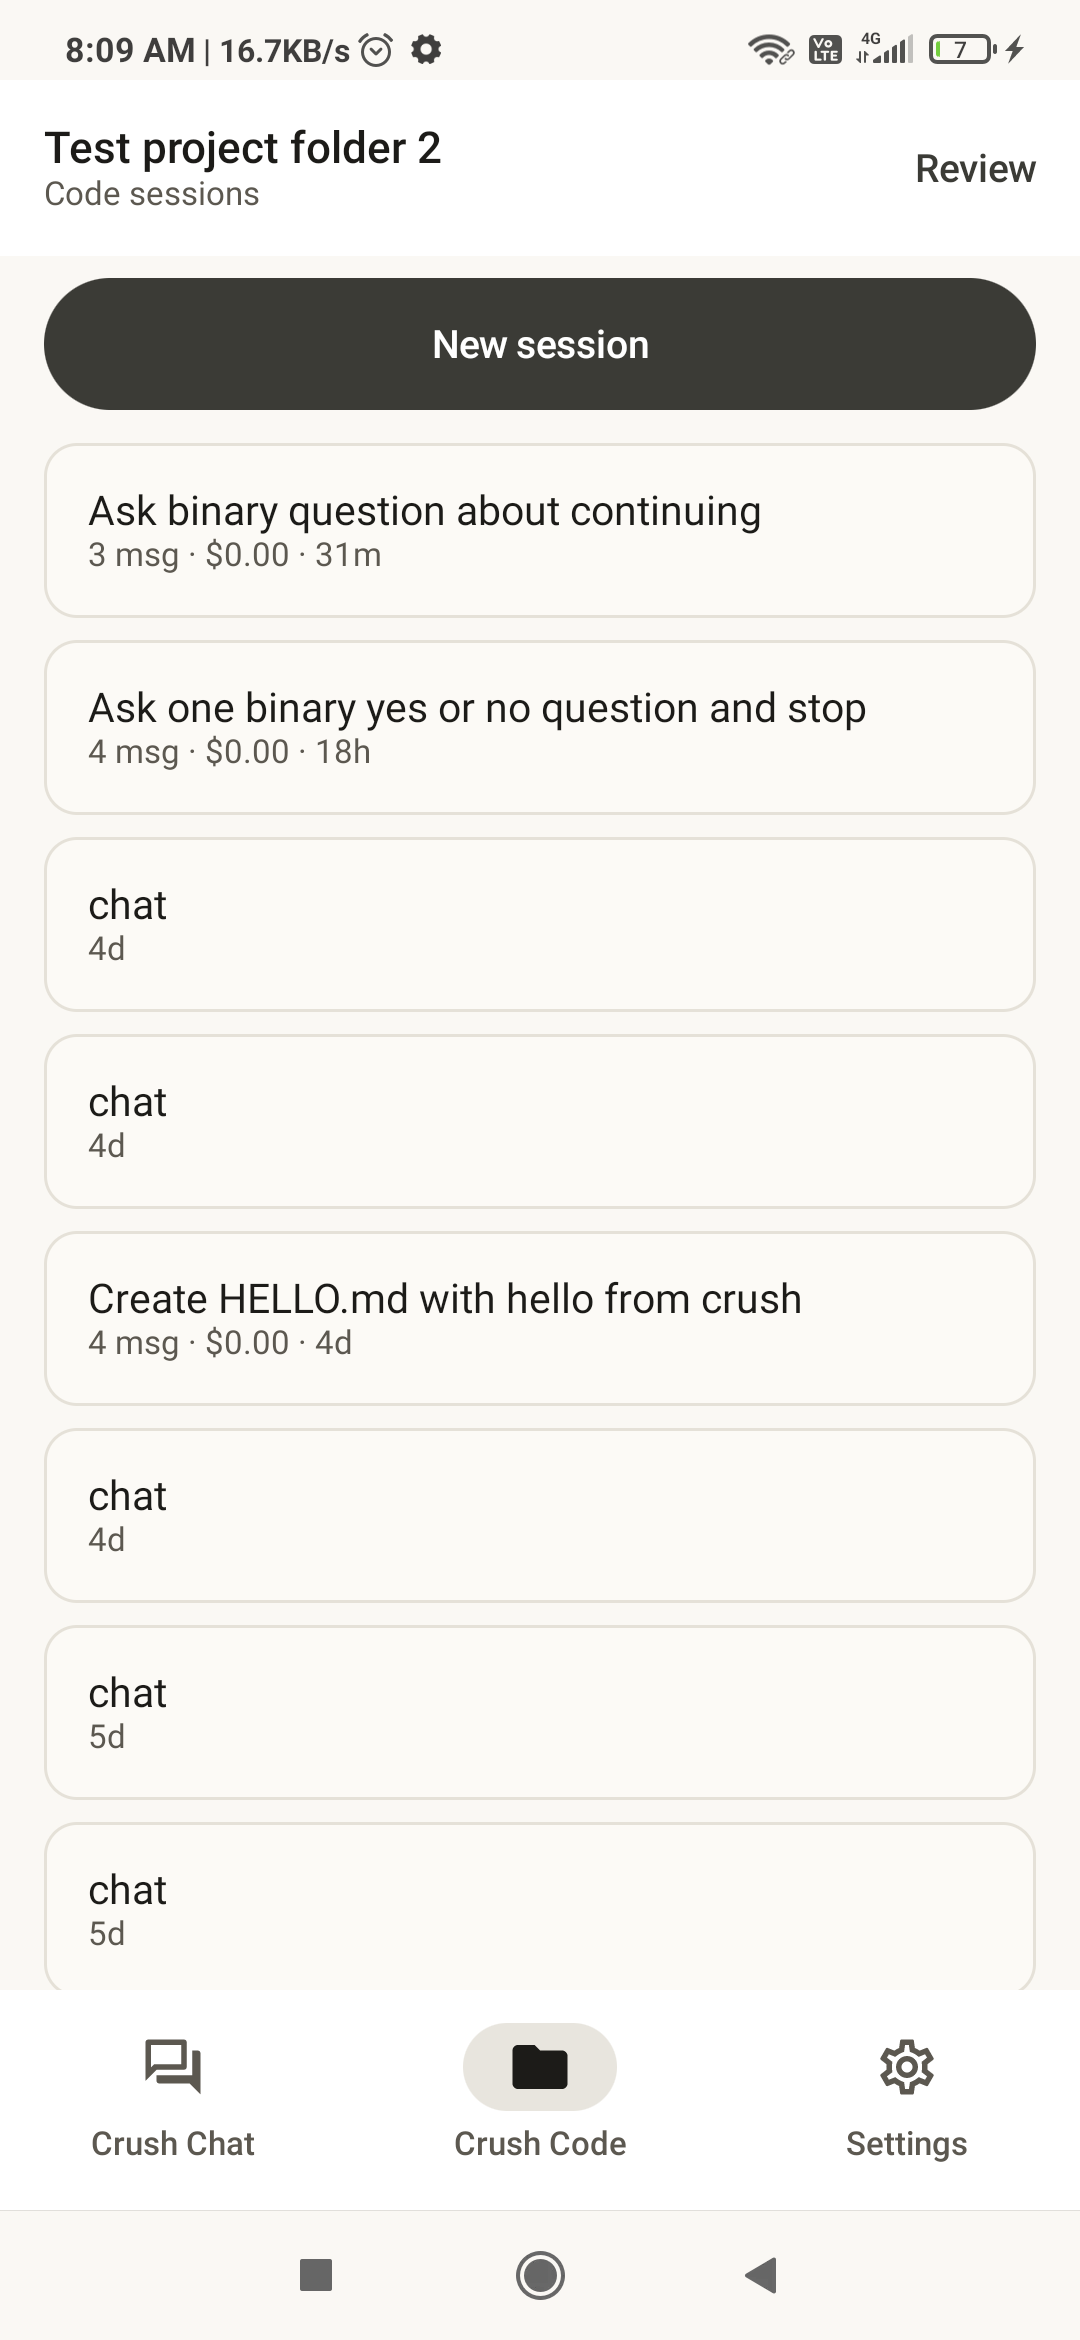 8:09 AM | 16.7KB/s
Vo LTE
4G
7
Test project folder 2
Code sessions
Review
New session
Ask binary question about continuing
3 msg · $0.00 · 31m
Ask one binary yes or no question and stop
4 msg · $0.00 · 18h
chat
4d
chat
4d
Create HELLO.md with hello from crush
4 msg · $0.00 · 4d
chat
4d
chat
5d
chat
5d
Crush Chat
Crush Code
Settings